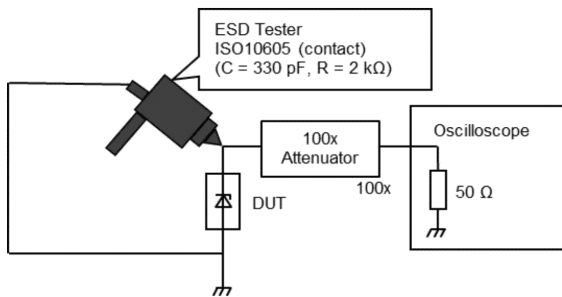 ESD Tester
ISO10605 (contact)
(C = 330 pF, R = 2 kΩ)
100x
Attenuator
Oscilloscope
100x
50 Ω
DUT